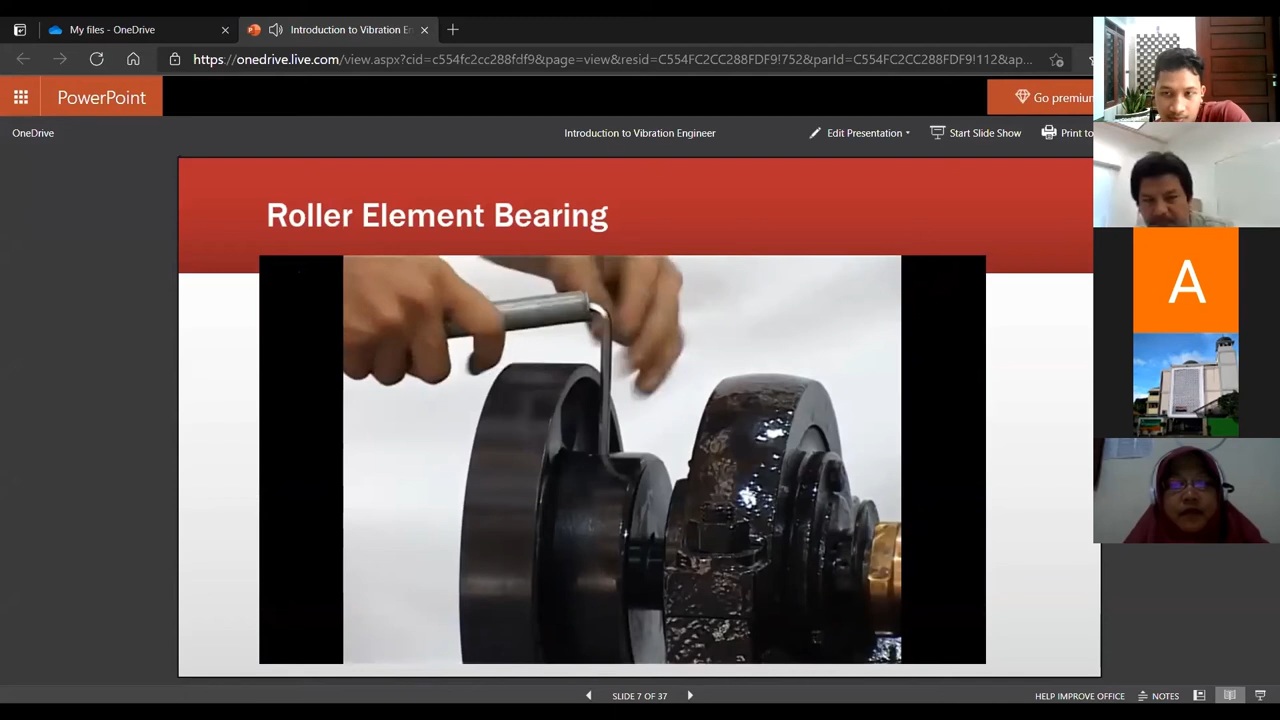 My files - OneDrive
Introduction to Vibration En
https://onedrive.live.com/view.aspx?cid=c554fc2cc288fdf9&page=view&resid=C554FC2CC288FDF9!752&parId=C554FC2CC288FDF9!112&ap...
PowerPoint
Go premium
OneDrive
Introduction to Vibration Engineer
Edit Presentation
Start Slide Show
Print to
Roller Element Bearing
A
SLIDE 7 OF 37
HELP IMPROVE OFFICE
NOTES